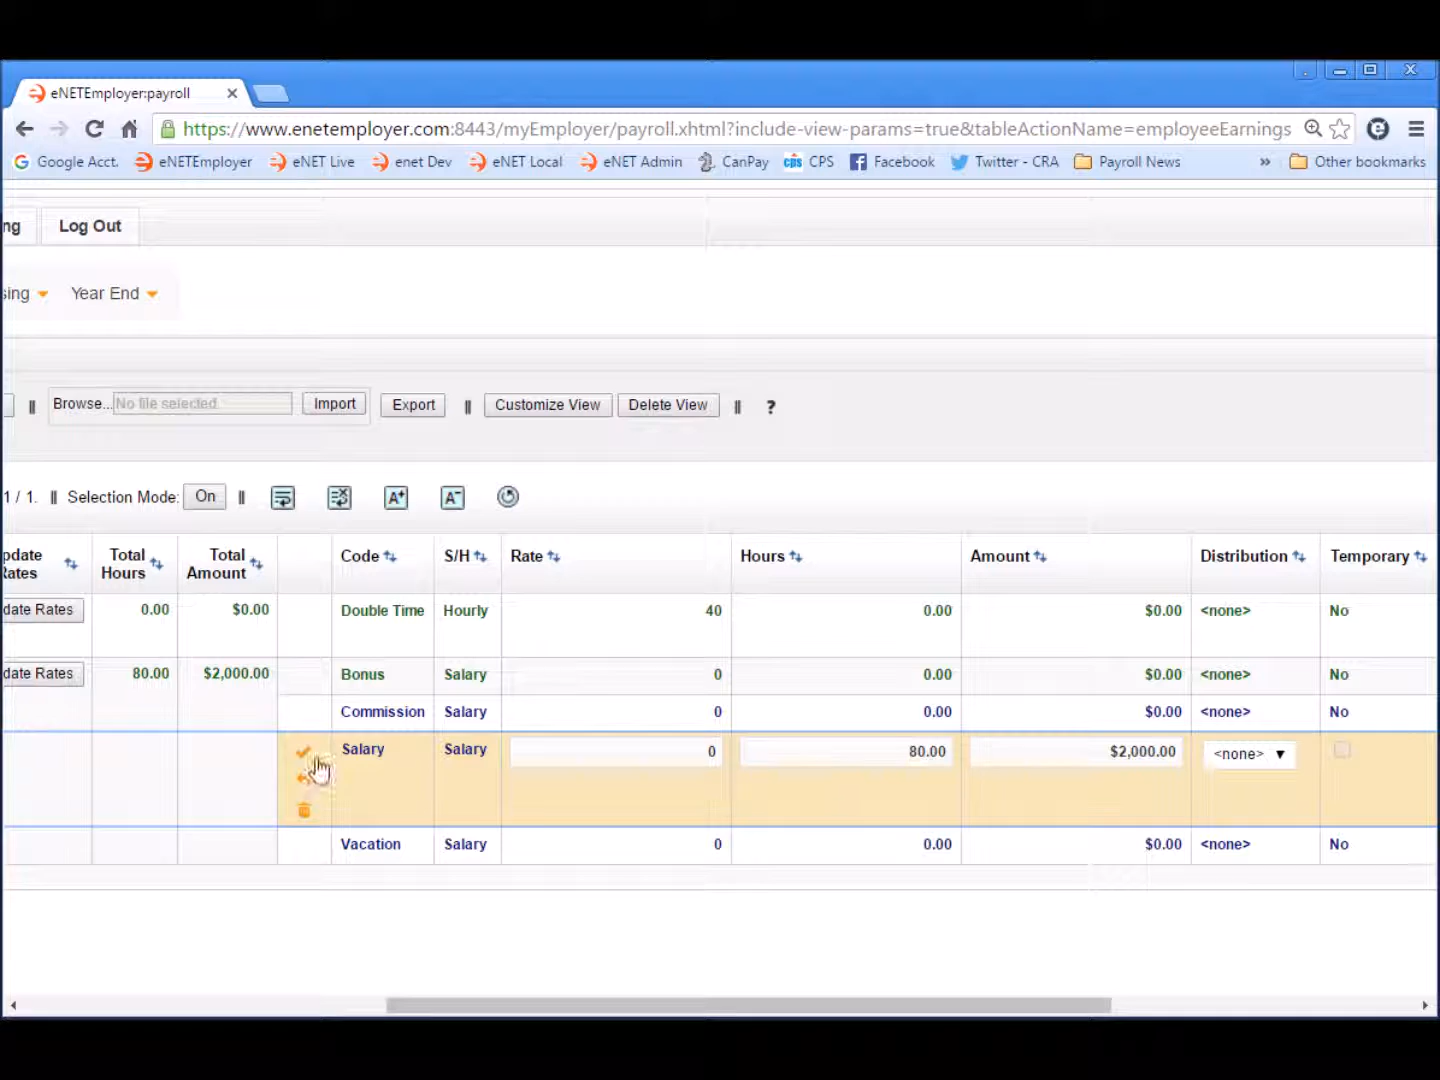 eNETEmployer:payroll
https://www.enetemployer.com:8443/myEmployer/payroll.xhtml?include-view-params=true&tableActionName=employeeEarnings
Google Acct. eNETEmployer eNET Live enet Dev eNET Local eNET Admin CanPay cps CPS Facebook Twitter - CRA Payroll News » Other bookmarks
ng Log Out
sing Year End
Browse... No file selected. Import Export Customize View Delete View ?
1 / 1. Selection Mode: On A+ A-
pdate Rates Total Hours Total Amount Code S/H Rate Hours Amount Distribution Temporary
date Rates 0.00 $0.00 Double Time Hourly 40 0.00 $0.00 <none> No
date Rates 80.00 $2,000.00 Bonus Salary 0 0.00 $0.00 <none> No
Commission Salary 0 0.00 $0.00 <none> No
Salary Salary 0 80.00 $2,000.00 <none>
Vacation Salary 0 0.00 $0.00 <none> No